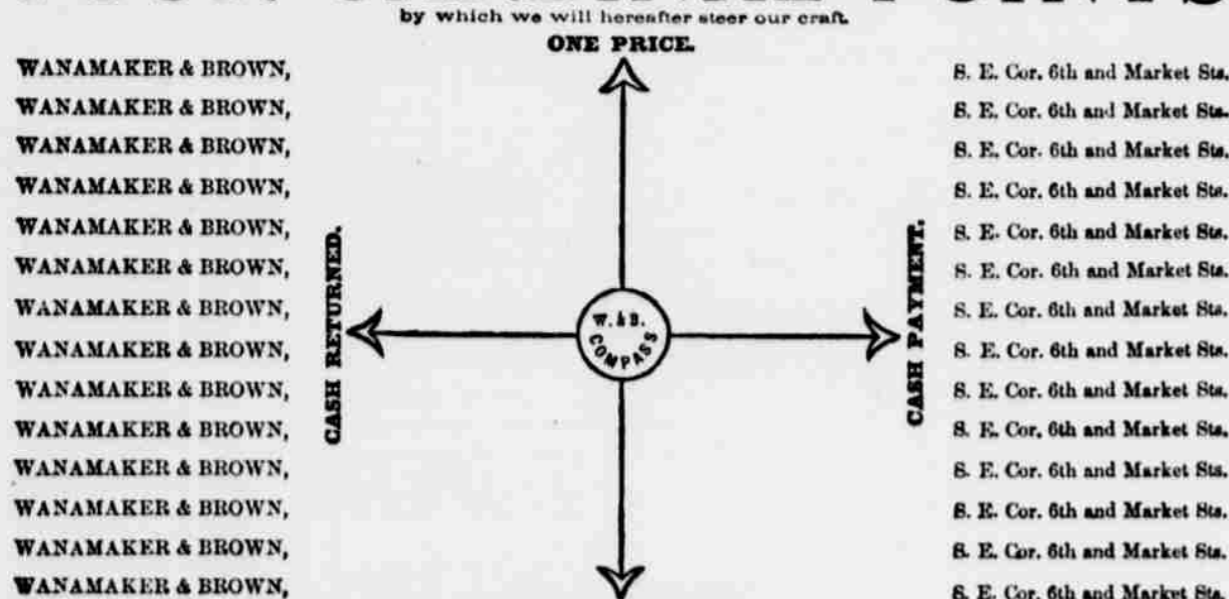 by which we will hereafter steer our craft.
ONE PRICE.
WANAMAKER & BROWN, S. E. Cor. 6th and Market Sts.
WANAMAKER & BROWN, S. E. Cor. 6th and Market Sts.
WANAMAKER & BROWN, S. E. Cor. 6th and Market Sts.
WANAMAKER & BROWN, S. E. Cor. 6th and Market Sts.
WANAMAKER & BROWN, S. E. Cor. 6th and Market Sts.
WANAMAKER & BROWN, S. E. Cor. 6th and Market Sts.
WANAMAKER & BROWN, S. E. Cor. 6th and Market Sts.
WANAMAKER & BROWN, S. E. Cor. 6th and Market Sts.
WANAMAKER & BROWN, S. E. Cor. 6th and Market Sts.
WANAMAKER & BROWN, S. E. Cor. 6th and Market Sts.
WANAMAKER & BROWN, S. E. Cor. 6th and Market Sts.
WANAMAKER & BROWN, S. E. Cor. 6th and Market Sts.
WANAMAKER & BROWN, S. E. Cor. 6th and Market Sts.
WANAMAKER & BROWN, S. E. Cor. 6th and Market Sts.
CASH RETURNED.
W. & B.
COMPASS
CASH PAYMENT.